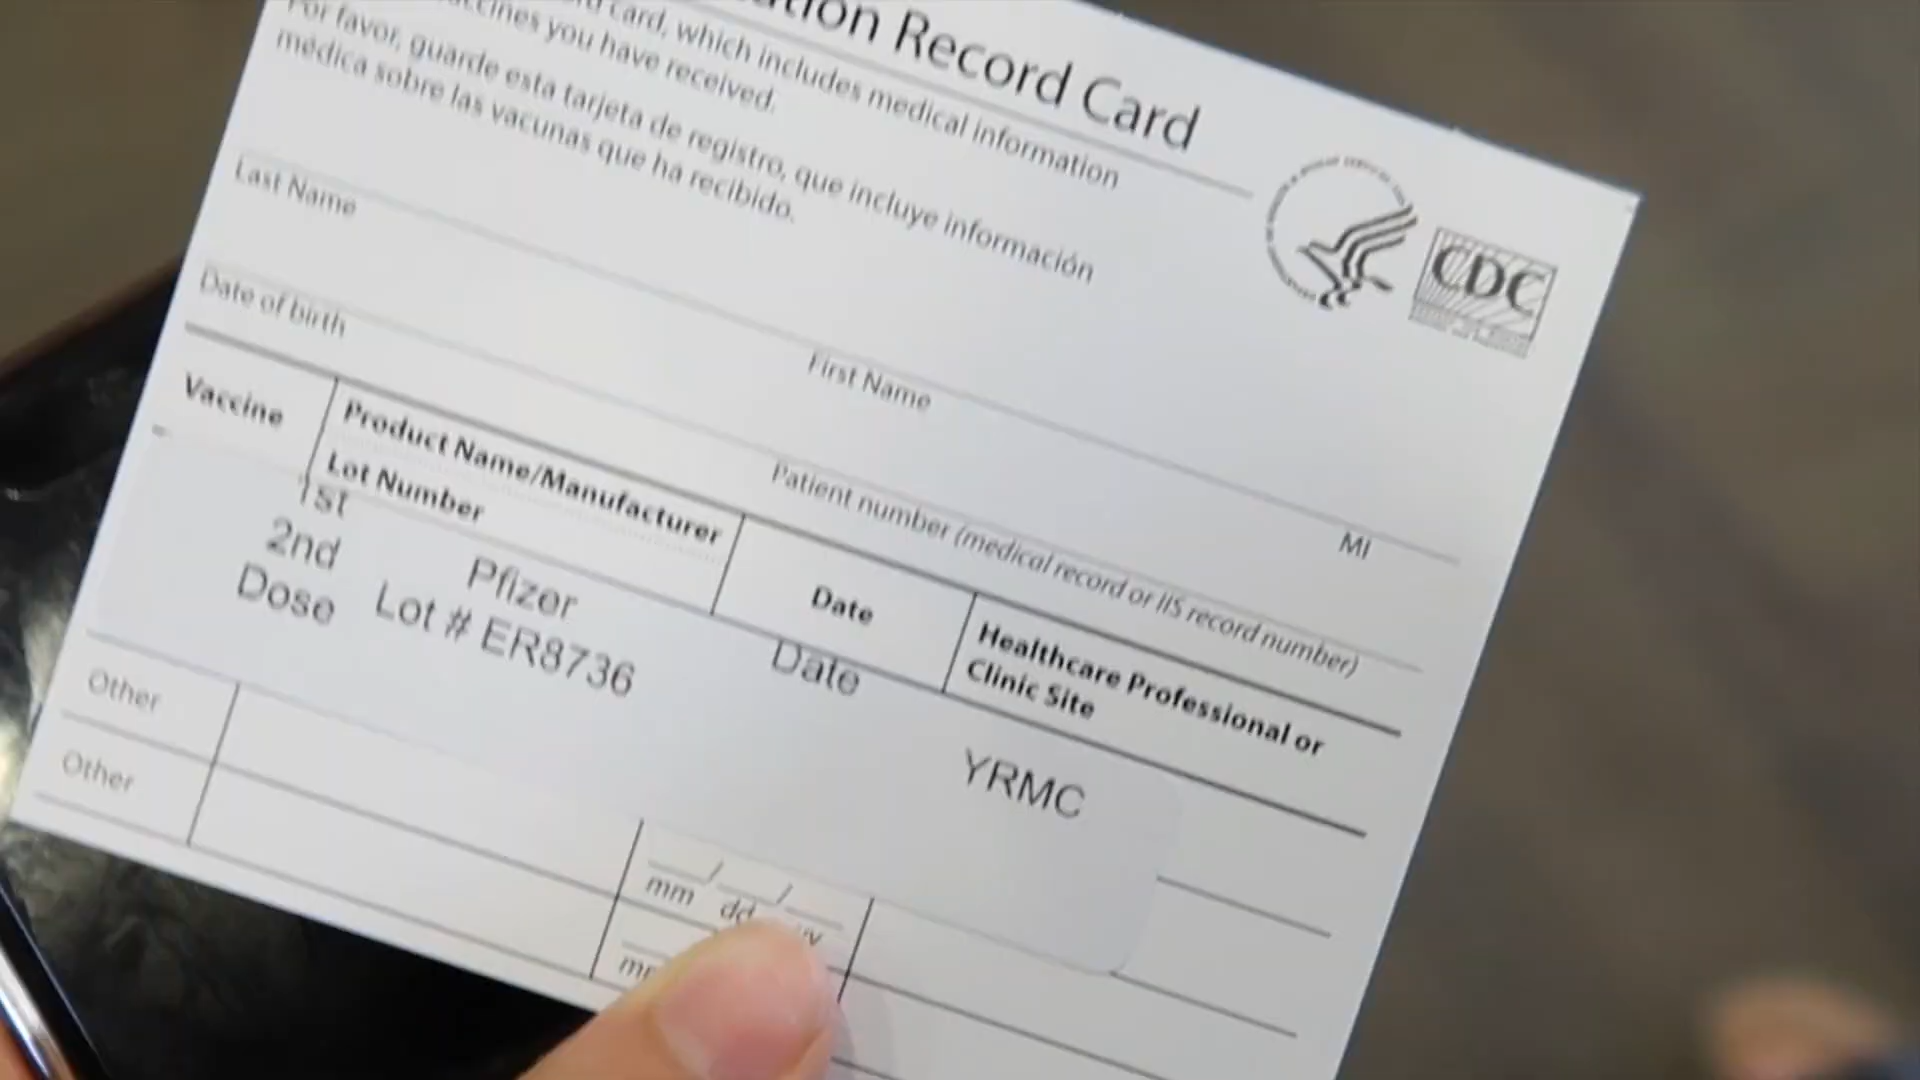 Record Card
card, which includes medical information
you have received.
Por favor, guarde esta tarjeta de registro, que incluye información
médica sobre las vacunas que ha recibido.
CDC
Last Name
First Name
MI
Date of birth
Patient number (medical record or IIS record number)
Vaccine
Product Name/Manufacturer
Lot Number
Date
Healthcare Professional or
Clinic Site
1st
2nd
Dose
Pfizer
Lot # ER8736
Date
YRMC
Other
mm / dd /
Other